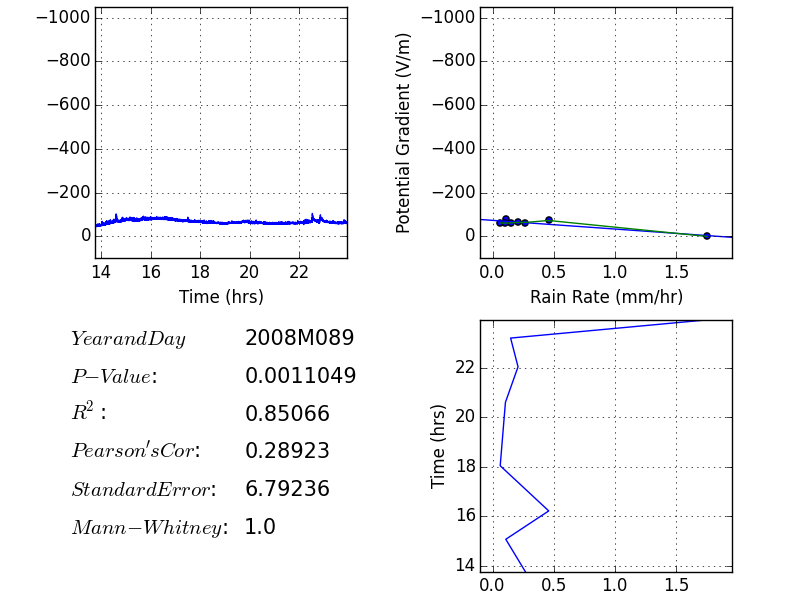 −1000
−800
−600
−400
−200
0
14 16 18 20 22
Time (hrs)
Potential Gradient (V/m)
−1000
−800
−600
−400
−200
0
0.0 0.5 1.0 1.5
Rain Rate (mm/hr)
YearandDay 2008M089
P−Value: 0.0011049
R²: 0.85066
Pearson'sCor: 0.28923
StandardError: 6.79236
Mann−Whitney: 1.0
Time (hrs)
22
20
18
16
14
0.0 0.5 1.0 1.5